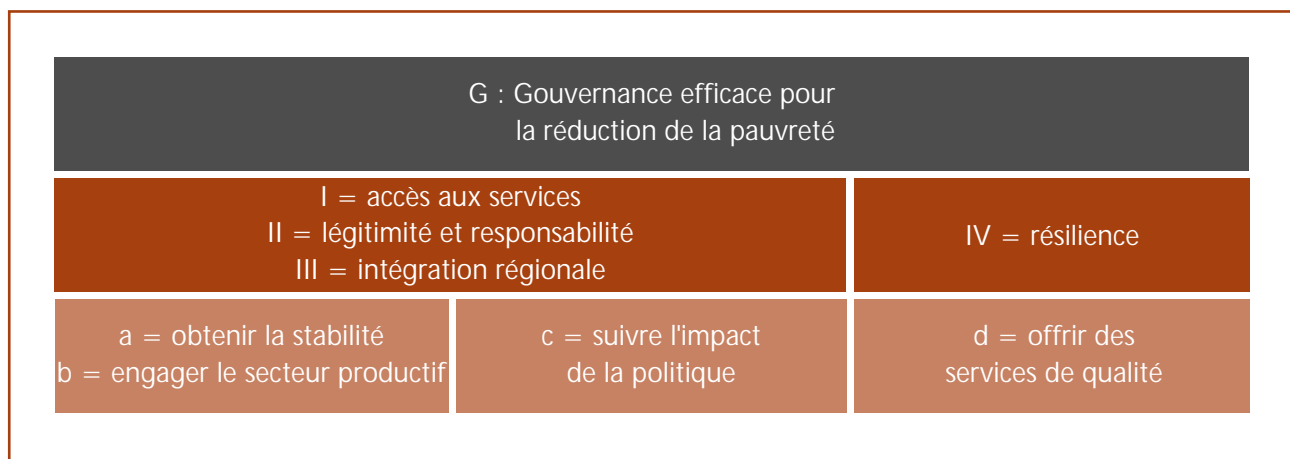 G : Gouvernance efficace pour
la réduction de la pauvreté
I = accès aux services
II = légitimité et responsabilité
III = intégration régionale
IV = résilience
a = obtenir la stabilité
b = engager le secteur productif
c = suivre l'impact
de la politique
d = offrir des
services de qualité